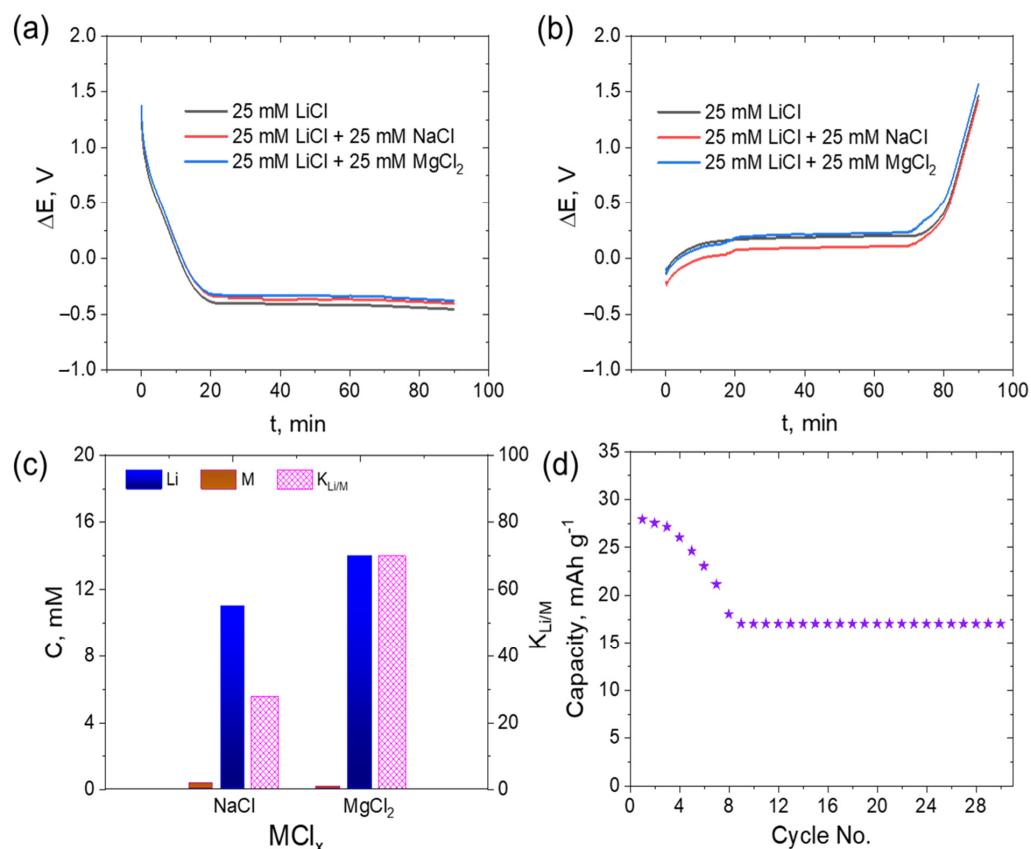 (a)
2.0
1.5
1.0
0.5
0.0
–0.5
–1.0
ΔE, V
25 mM LiCl
25 mM LiCl + 25 mM NaCl
25 mM LiCl + 25 mM MgCl₂
0 20 40 60 80 100
t, min
(b)
2.0
1.5
1.0
0.5
0.0
–0.5
–1.0
ΔE, V
25 mM LiCl
25 mM LiCl + 25 mM NaCl
25 mM LiCl + 25 mM MgCl₂
0 20 40 60 80 100
t, min
(c)
20
16
12
8
4
0
C, mM
Li M K_Li/M
100
80
60
40
20
0
K_Li/M
NaCl MgCl₂
MClₓ
(d)
35
30
25
20
15
10
5
0
Capacity, mAh g⁻¹
0 4 8 12 16 20 24 28
Cycle No.